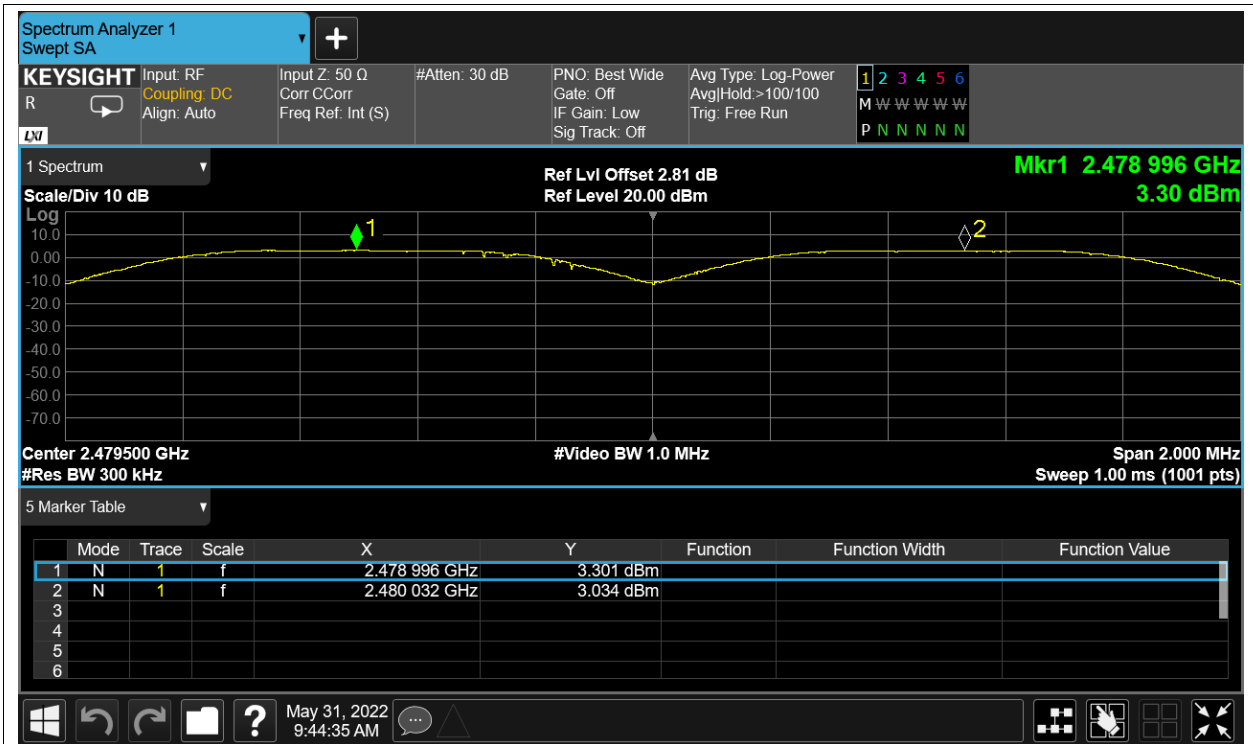 Spectrum Analyzer 1
Swept SA
+
KEYSIGHT
R
LXI
Input: RF
Coupling: DC
Align: Auto
Input Z: 50 Ω
Corr CCorr
Freq Ref: Int (S)
#Atten: 30 dB
PNO: Best Wide
Gate: Off
IF Gain: Low
Sig Track: Off
Avg Type: Log-Power
Avg|Hold:>100/100
Trig: Free Run
1 2 3 4 5 6
M W W W W W
P N N N N N
1 Spectrum
Scale/Div 10 dB
Ref Lvl Offset 2.81 dB
Ref Level 20.00 dBm
Mkr1 2.478 996 GHz
3.30 dBm
Log
10.0
0.00
-10.0
-20.0
-30.0
-40.0
-50.0
-60.0
-70.0
1
2
Center 2.479500 GHz
#Res BW 300 kHz
#Video BW 1.0 MHz
Span 2.000 MHz
Sweep 1.00 ms (1001 pts)
5 Marker Table
Mode Trace Scale X Y Function Function Width Function Value
1 N 1 f 2.478 996 GHz 3.301 dBm
2 N 1 f 2.480 032 GHz 3.034 dBm
3
4
5
6
?
May 31, 2022
9:44:35 AM